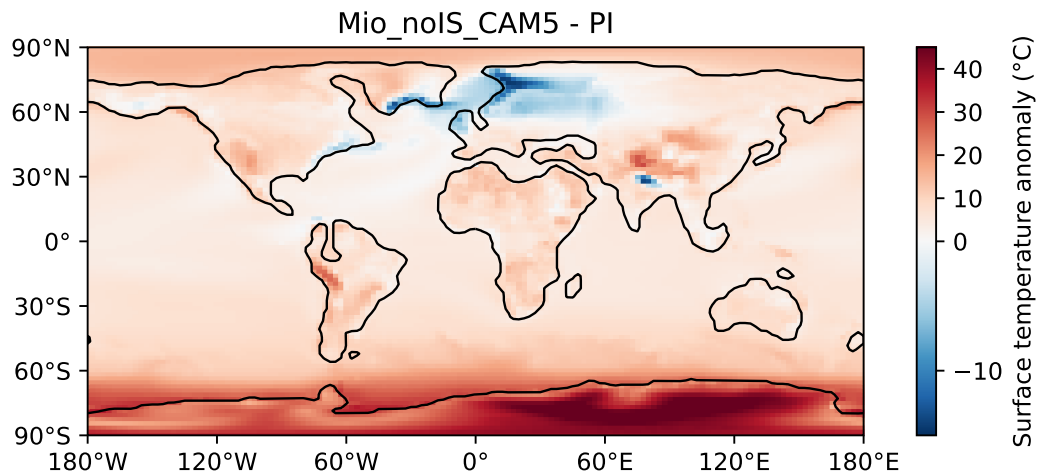 Mio_noIS_CAM5 - PI
90°N
60°N
30°N
0°
30°S
60°S
90°S
180°W
120°W
60°W
0°
60°E
120°E
180°E
40
30
20
10
0
−10
Surface temperature anomaly (°C)